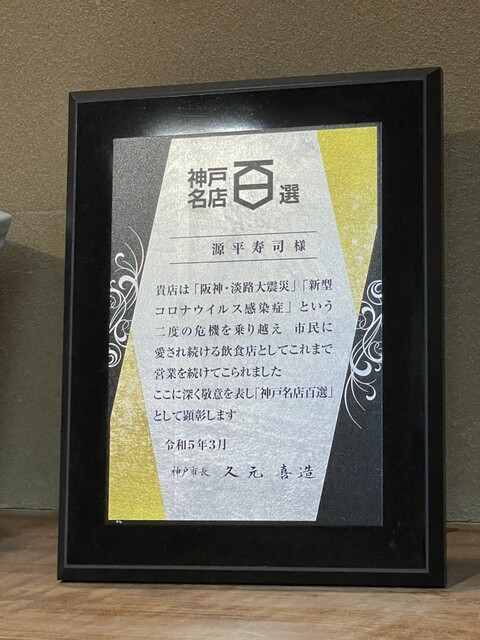 神戸
名店
百選
源平寿司様
貴店は「阪神・淡路大震災」「新型
コロナウイルス感染症」という
二度の危機を乗り越え 市民に
愛され続ける飲食店としてこれまで
営業を続けてこられました
ここに深く敬意を表し「神戸名店百選」
として顕彰します
令和5年3月
神戸市長 久元 喜造